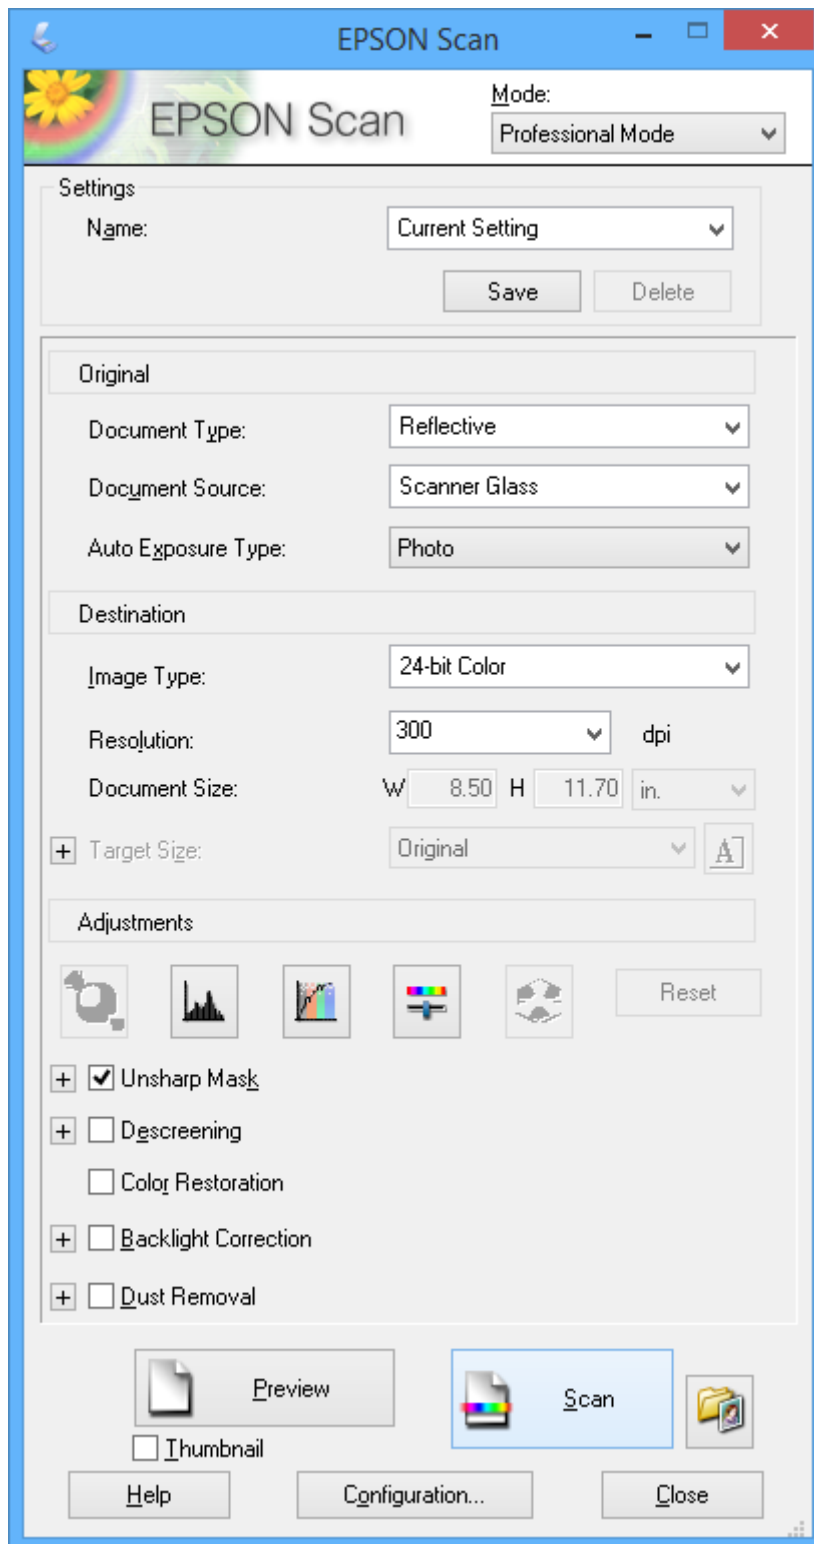 EPSON Scan
EPSON Scan
Mode:
Professional Mode
Settings
Name:
Current Setting
Save
Delete
Original
Document Type:
Reflective
Document Source:
Scanner Glass
Auto Exposure Type:
Photo
Destination
Image Type:
24-bit Color
Resolution:
300
dpi
Document Size:
W 8.50 H 11.70 in.
+ Target Size:
Original
A
Adjustments
Reset
+ Unsharp Mask
+ Descreening
Color Restoration
+ Backlight Correction
+ Dust Removal
Preview
Scan
Thumbnail
Help
Configuration...
Close